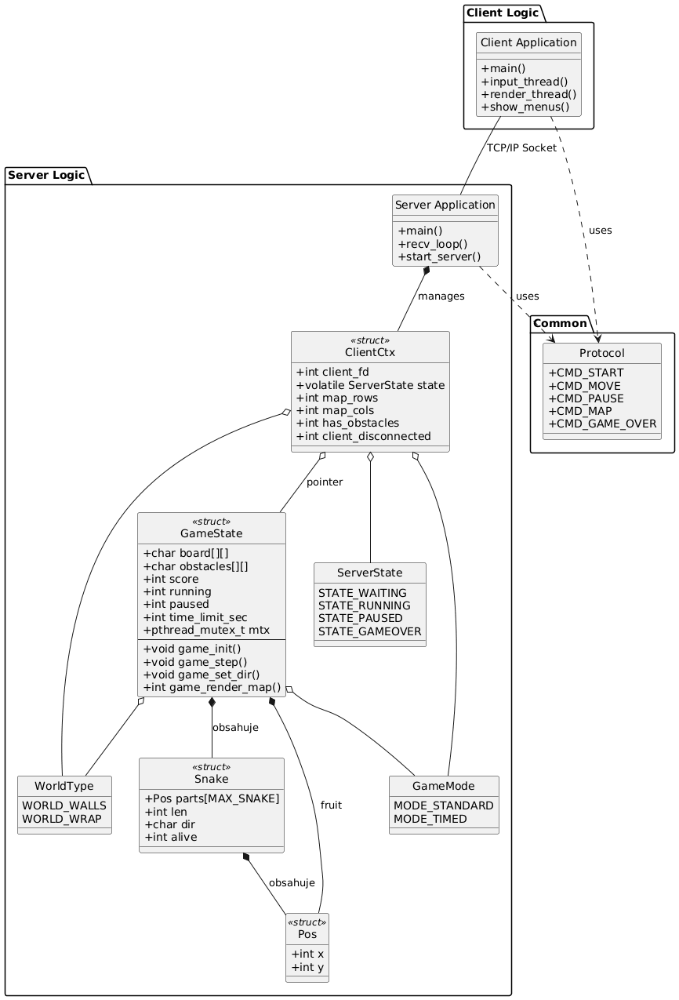 Client Logic
Client Application
+main()
+input_thread()
+render_thread()
+show_menus()
TCP/IP Socket
uses
Server Logic
Server Application
+main()
+recv_loop()
+start_server()
manages
uses
Common
Protocol
+CMD_START
+CMD_MOVE
+CMD_PAUSE
+CMD_MAP
+CMD_GAME_OVER
«struct»
ClientCtx
+int client_fd
+volatile ServerState state
+int map_rows
+int map_cols
+int has_obstacles
+int client_disconnected
pointer
«struct»
GameState
+char board[][]
+char obstacles[][]
+int score
+int running
+int paused
+int time_limit_sec
+pthread_mutex_t mtx
+void game_init()
+void game_step()
+void game_set_dir()
+int game_render_map()
ServerState
STATE_WAITING
STATE_RUNNING
STATE_PAUSED
STATE_GAMEOVER
obsahuje
fruit
WorldType
WORLD_WALLS
WORLD_WRAP
«struct»
Snake
+Pos parts[MAX_SNAKE]
+int len
+char dir
+int alive
GameMode
MODE_STANDARD
MODE_TIMED
obsahuje
«struct»
Pos
+int x
+int y